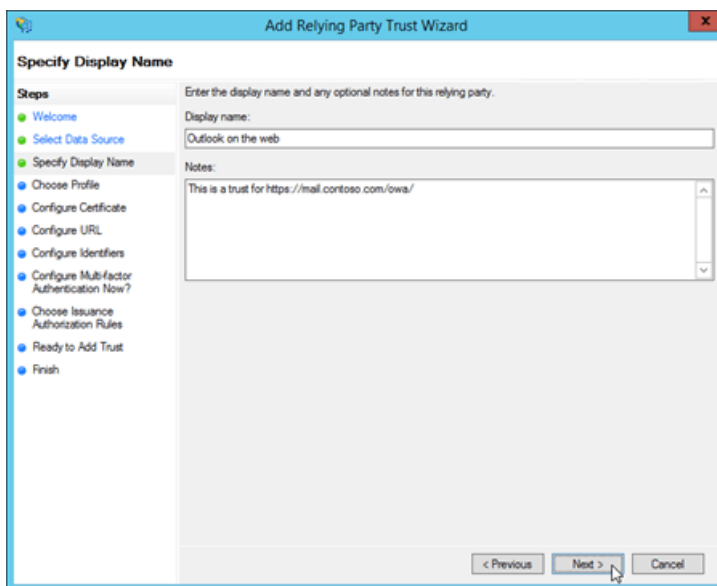 Add Relying Party Trust Wizard
x
Specify Display Name
Steps
Welcome
Select Data Source
Specify Display Name
Choose Profile
Configure Certificate
Configure URL
Configure Identifiers
Configure Multi-factor
Authentication Now?
Choose Issuance
Authorization Rules
Ready to Add Trust
Finish
Enter the display name and any optional notes for this relying party.
Display name:
Outlook on the web
Notes:
This is a trust for https://mail.contoso.com/owa/
< Previous
Next >
Cancel